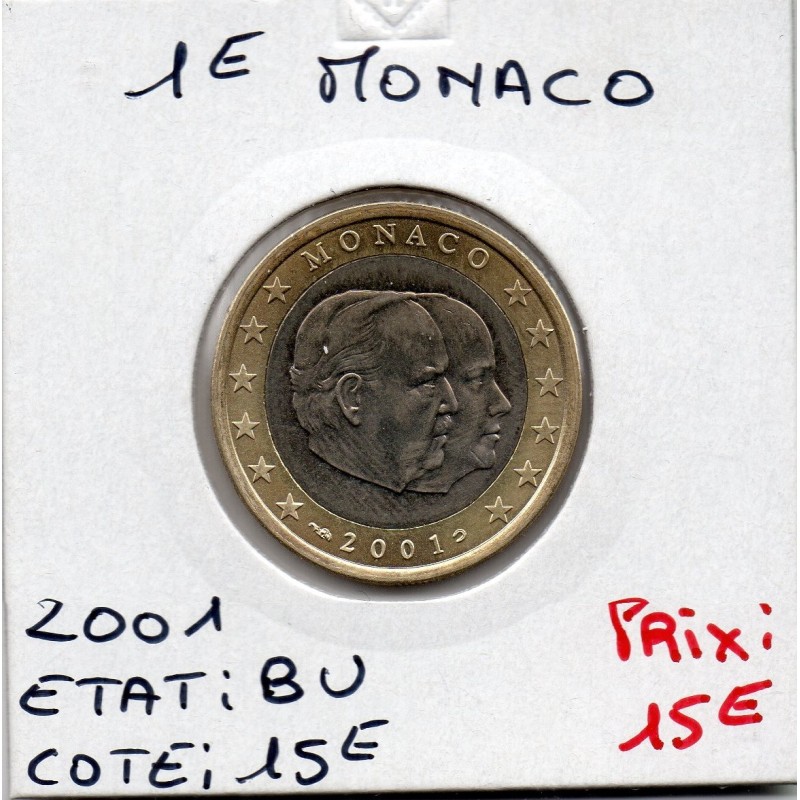 1E MONACO
MONACO
2001
2001
ETAT: BU
COTE: 15E
PRIX:
15E